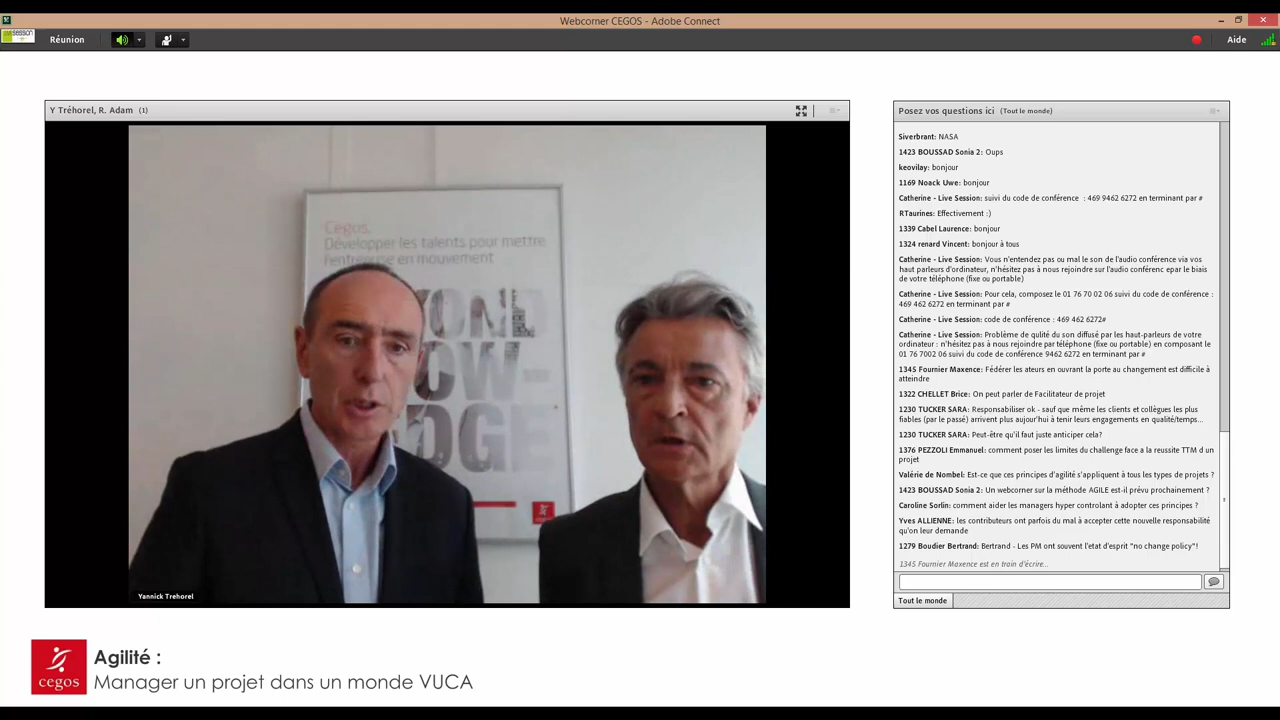 Webcorner CEGOS - Adobe Connect
Réunion
Aide
Y Tréhorel, R. Adam (1)
Cegos,
Développer les talents pour mettre
l'entreprise en mouvement
Yannick Trehorel
Posez vos questions ici (Tout le monde)
Siverbrant: NASA
1423 BOUSSAD Sonia 2: Oups
keovilay: bonjour
1169 Noack Uwe: bonjour
Catherine - Live Session: suivi du code de conférence : 469 9462 6272 en terminant par #
RTaurines: Effectivement :)
1339 Cabel Laurence: bonjour
1324 renard Vincent: bonjour à tous
Catherine - Live Session: Vous n'entendez pas ou mal le son de l'audio conférence via vos
haut parleurs d'ordinateur, n'hésitez pas à nous rejoindre sur l'audio conférenc epar le biais
de votre téléphone (fixe ou portable)
Catherine - Live Session: Pour cela, composez le 01 76 70 02 06 suivi du code de conférence :
469 462 6272 en terminant par #
Catherine - Live Session: code de conférence : 469 462 6272#
Catherine - Live Session: Problème de qulité du son diffusé par les haut-parleurs de votre
ordinateur : n'hésitez pas à nous rejoindre par téléphone (fixe ou portable) en composant le
01 76 7002 06 suivi du code de conférence 9462 6272 en terminant par #
1345 Fournier Maxence: Fédérer les ateurs en ouvrant la porte au changement est difficile à
atteindre
1322 CHELLET Brice: On peut parler de Facilitateur de projet
1230 TUCKER SARA: Responsabiliser ok - sauf que même les clients et collègues les plus
fiables (par le passé) arrivent plus aujourd'hui à tenir leurs engagements en qualité/temps...
1230 TUCKER SARA: Peut-être qu'il faut juste anticiper cela?
1376 PEZZOLI Emmanuel: comment poser les limites du challenge face a la reussite TTM d un
projet
Valérie de Nombel: Est-ce que ces principes d'agilité s'appliquent à tous les types de projets ?
1423 BOUSSAD Sonia 2: Un webcorner sur la méthode AGILE est-il prévu prochainement ?
Caroline Sorlin: comment aider les managers hyper controlant à adopter ces principes ?
Yves ALLIENNE: les contributeurs ont parfois du mal à accepter cette nouvelle responsabilité
qu'on leur demande
1279 Boudier Bertrand: Bertrand - Les PM ont souvent l'etat d'esprit "no change policy"!
1345 Fournier Maxence est en train d'écrire...
Tout le monde
cegos
Agilité :
Manager un projet dans un monde VUCA